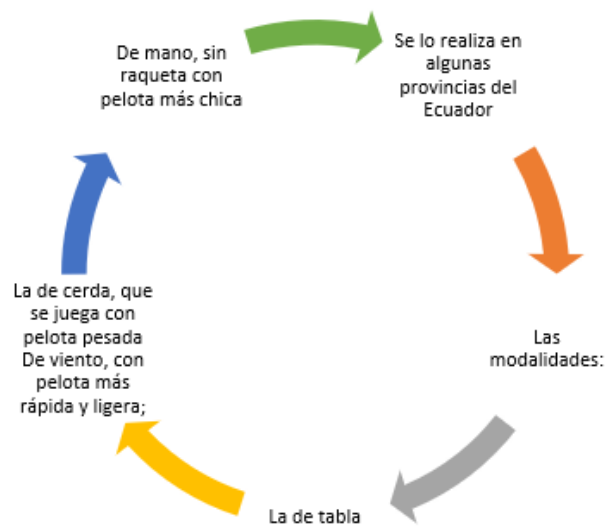 De mano, sin
raqueta con
pelota más chica
Se lo realiza en
algunas
provincias del
Ecuador
Las
modalidades:
La de tabla
La de cerda, que
se juega con
pelota pesada
De viento, con
pelota más
rápida y ligera;